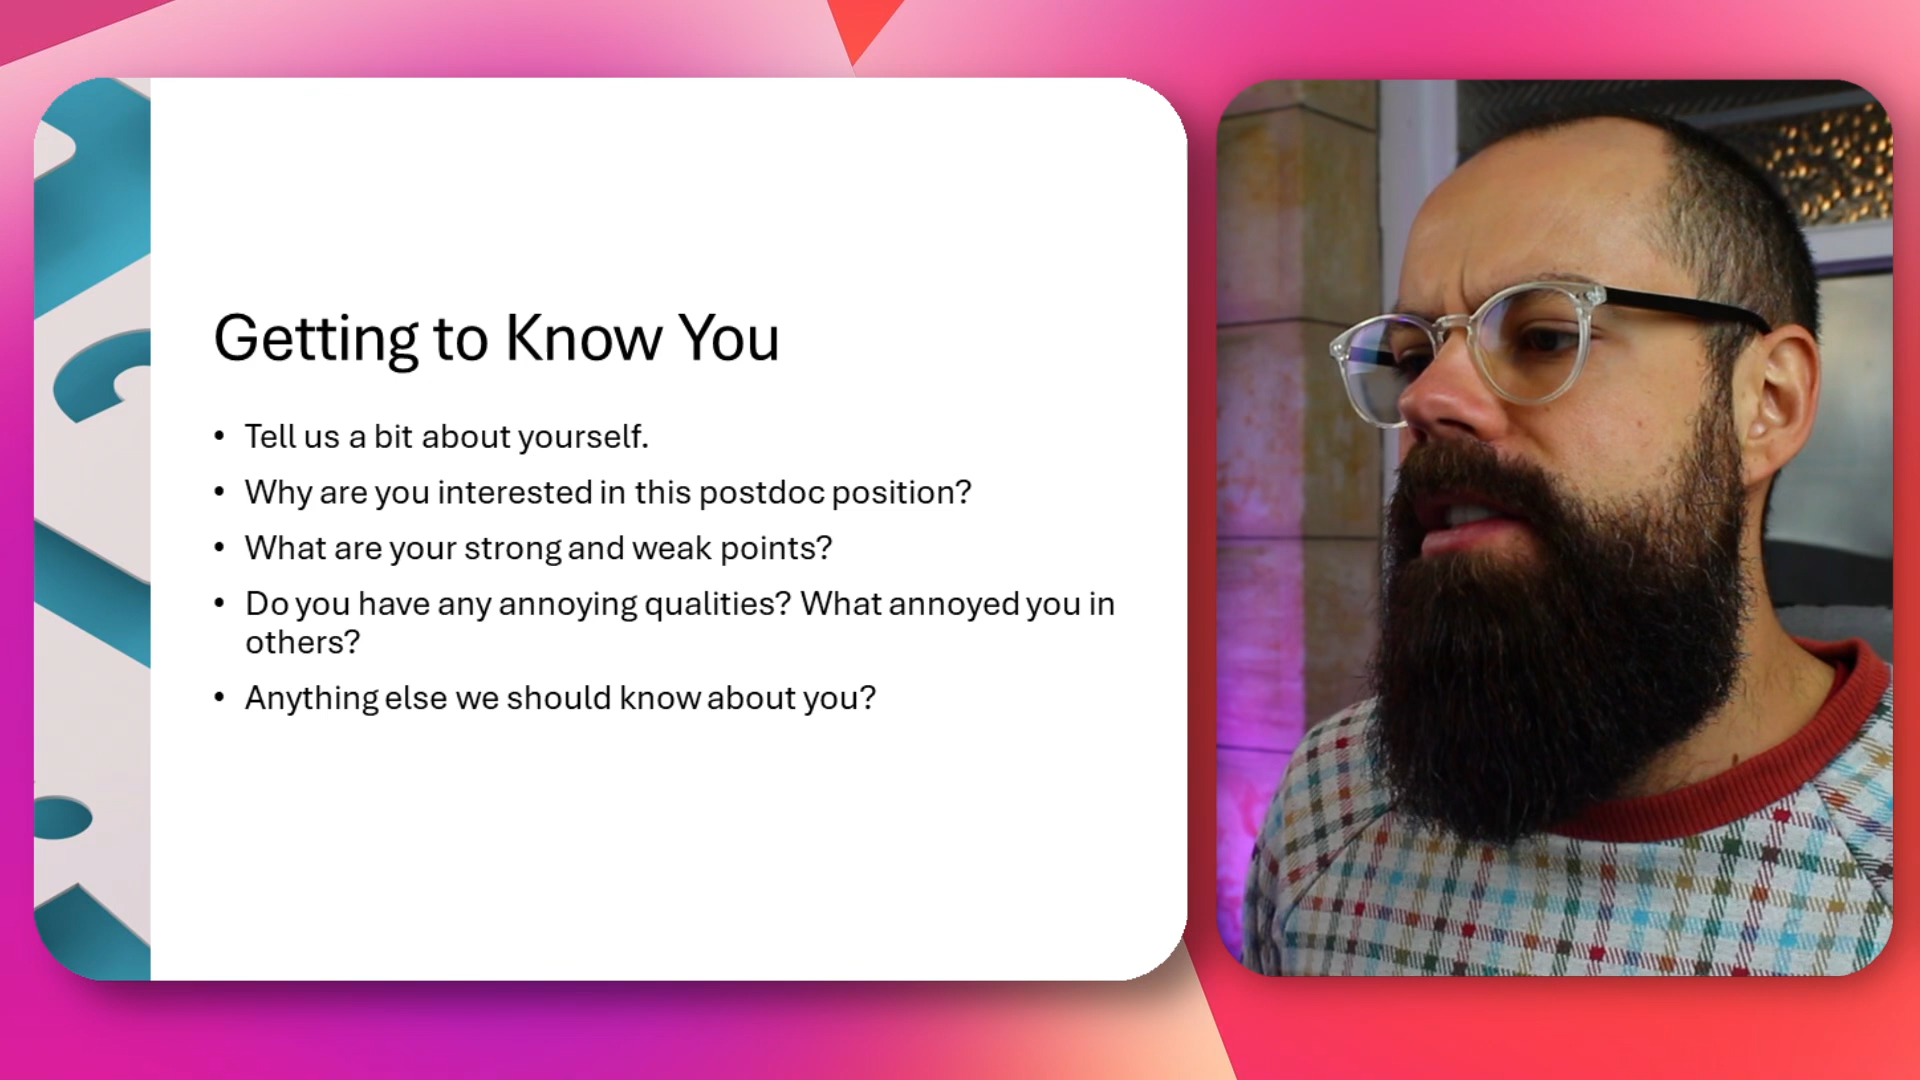 Getting to Know You
• Tell us a bit about yourself.
• Why are you interested in this postdoc position?
• What are your strong and weak points?
• Do you have any annoying qualities? What annoyed you in
others?
• Anything else we should know about you?